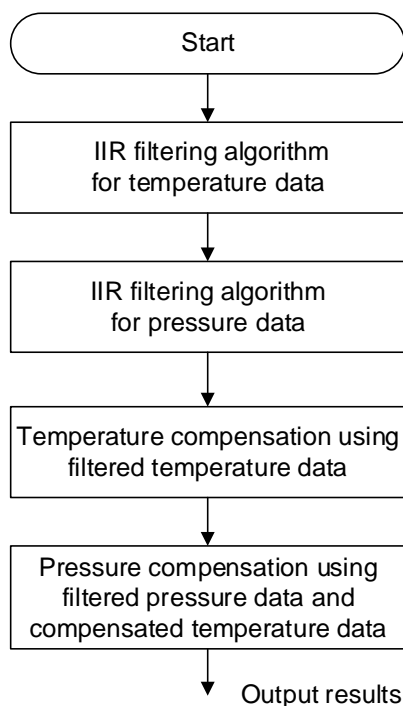 Start
IIR filtering algorithm
for temperature data
IIR filtering algorithm
for pressure data
Temperature compensation using
filtered temperature data
Pressure compensation using
filtered pressure data and
compensated temperature data
Output results